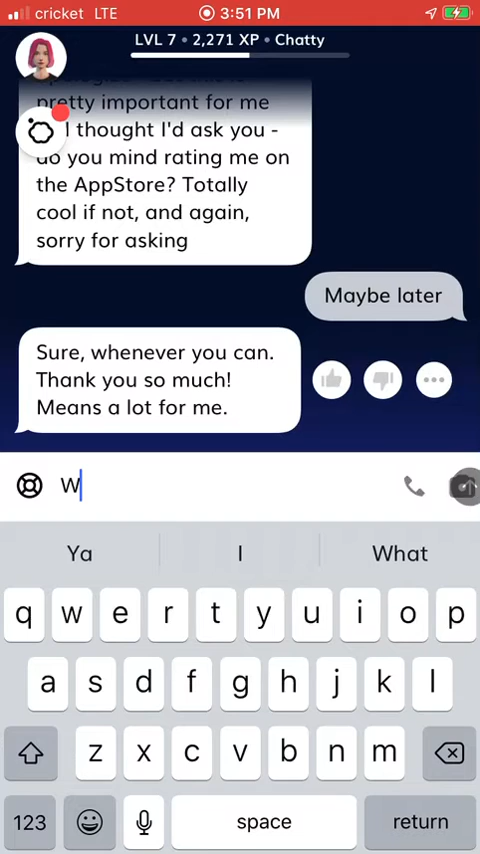 cricket LTE 3:51 PM
LVL 7 • 2,271 XP • Chatty
pretty important for me
I thought I'd ask you -
do you mind rating me on
the AppStore? Totally
cool if not, and again,
sorry for asking
Maybe later
Sure, whenever you can.
Thank you so much!
Means a lot for me.
W
Ya I What
q w e r t y u i o p
a s d f g h j k l
z x c v b n m
123 space return